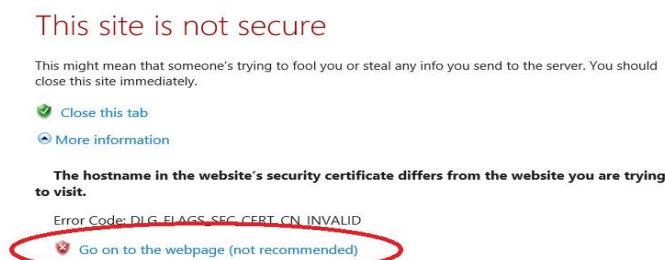 This site is not secure
This might mean that someone's trying to fool you or steal any info you send to the server. You should
close this site immediately.
Close this tab
More information
The hostname in the website's security certificate differs from the website you are trying
to visit.
Error Code: DLG_FLAGS_SEC_CERT_CN_INVALID
Go on to the webpage (not recommended)